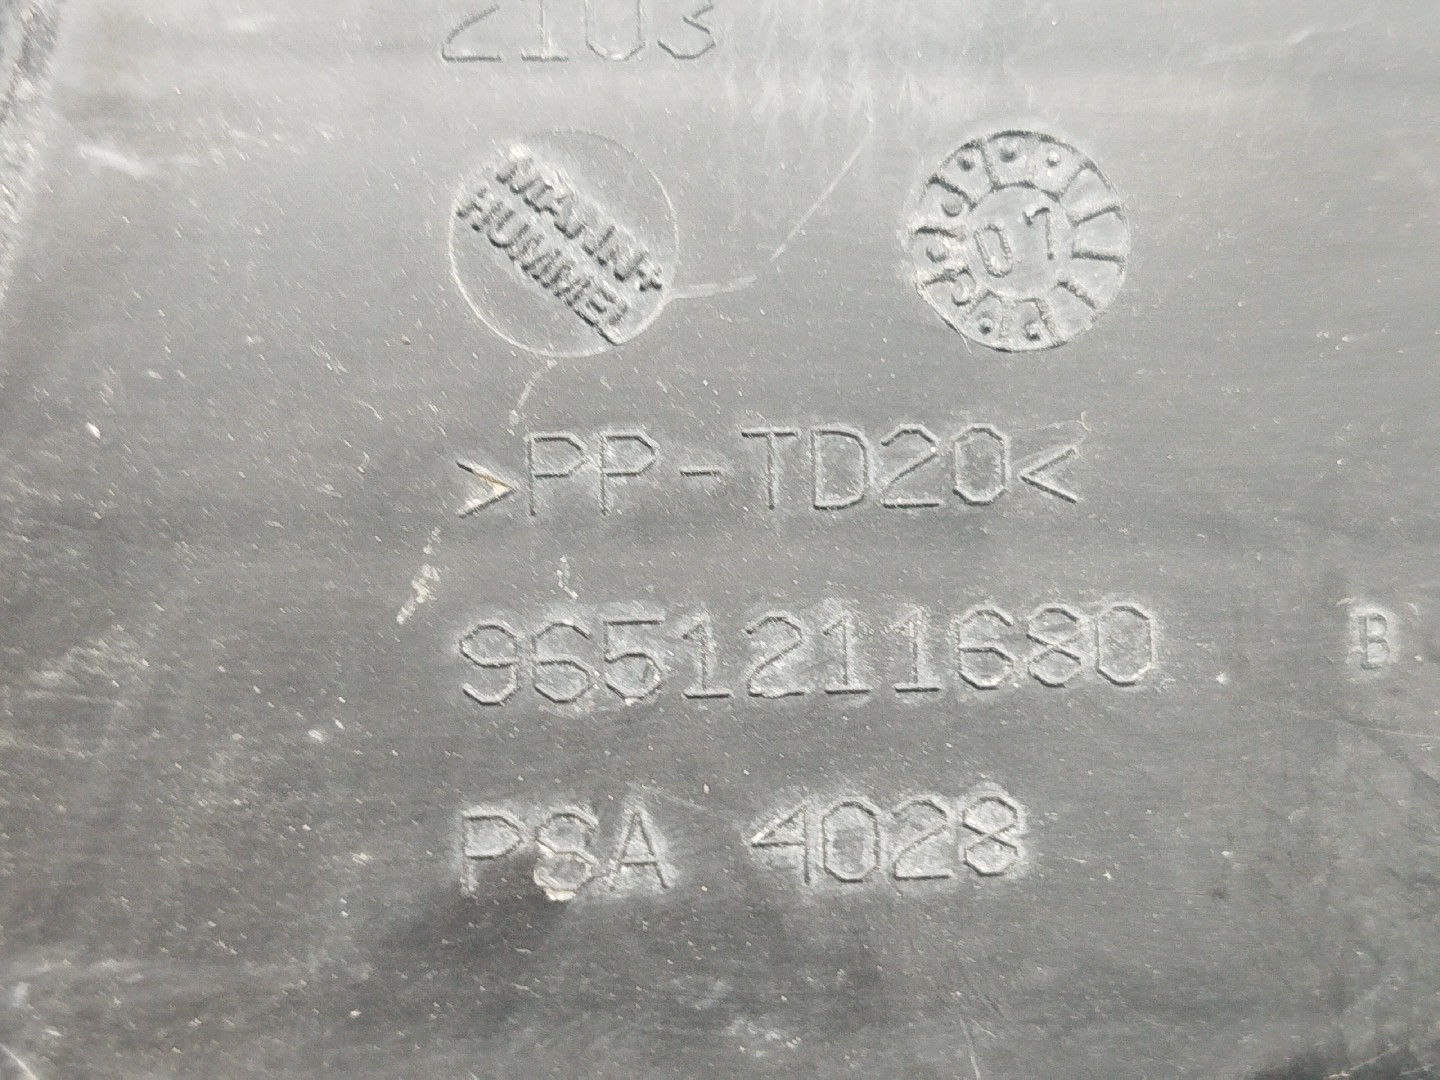 2103
MANN+
HUMMEL
07
>PP-TD20<
9651211680 B
PSA 4028